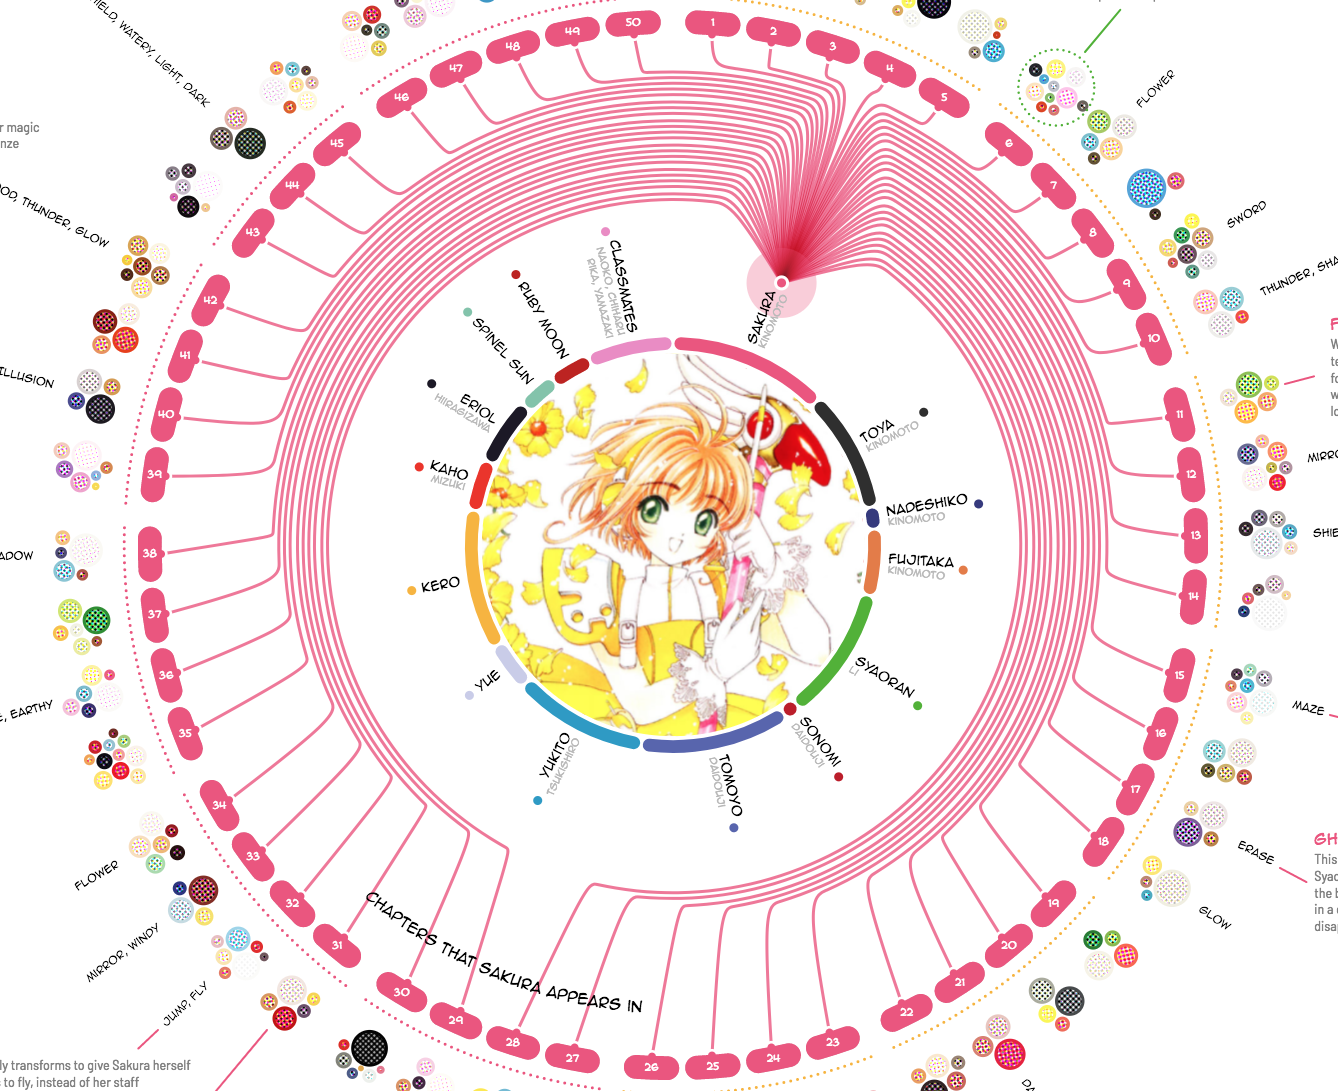 SHIELD, WATERY, LIGHT, DARK
r magic
nze
OD, THUNDER, GLOW
ILLUSION
ADOW
E, EARTHY
FLOWER
MIRROR, WINDY
JUMP, FLY
ly transforms to give Sakura herself
s to fly, instead of her staff
FLOWER
SWORD
THUNDER, SHA
F
W
te
fo
w
lo
MIRRO
SHIE
MAZE
ERASE
GLOW
GH
This
Syao
the b
in a
disap
DA
1
2
3
4
5
6
7
8
9
10
11
12
13
14
15
16
17
18
19
20
21
22
23
24
25
26
27
28
29
30
31
32
33
34
35
36
37
38
39
40
41
42
43
44
45
46
47
48
49
50
SAKURA
KINOMOTO
TOYA
KINOMOTO
NADESHIKO
KINOMOTO
FUJITAKA
KINOMOTO
SYAORAN
LI
SONOMI
DAIDOUJI
TOMOYO
DAIDOUJI
YUKITO
TSUKISHIRO
YUE
KERO
KAHO
MIZUKI
ERIOL
HIIRAGIZAWA
SPINEL SUN
RUBY MOON
CLASSMATES
NAOKO, CHIHARU
RIKA, YAMAZAKI
CHAPTERS THAT SAKURA APPEARS IN